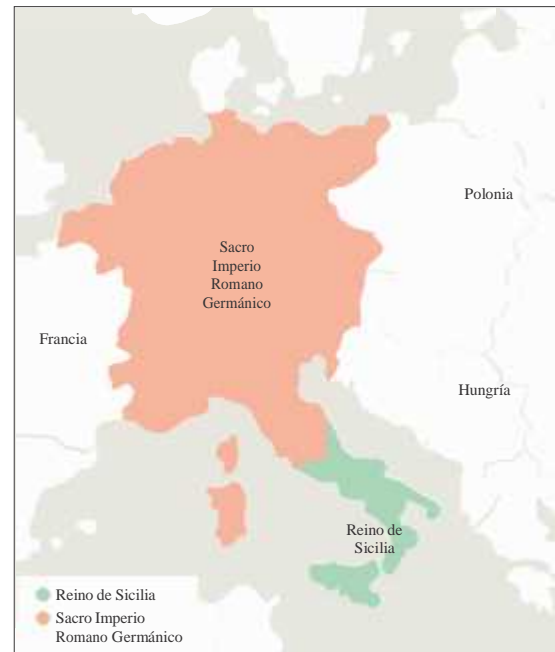 Polonia
Sacro
Imperio
Romano
Germánico
Francia
Hungría
Reino de
Sicilia
Reino de Sicilia
Sacro Imperio
Romano Germánico